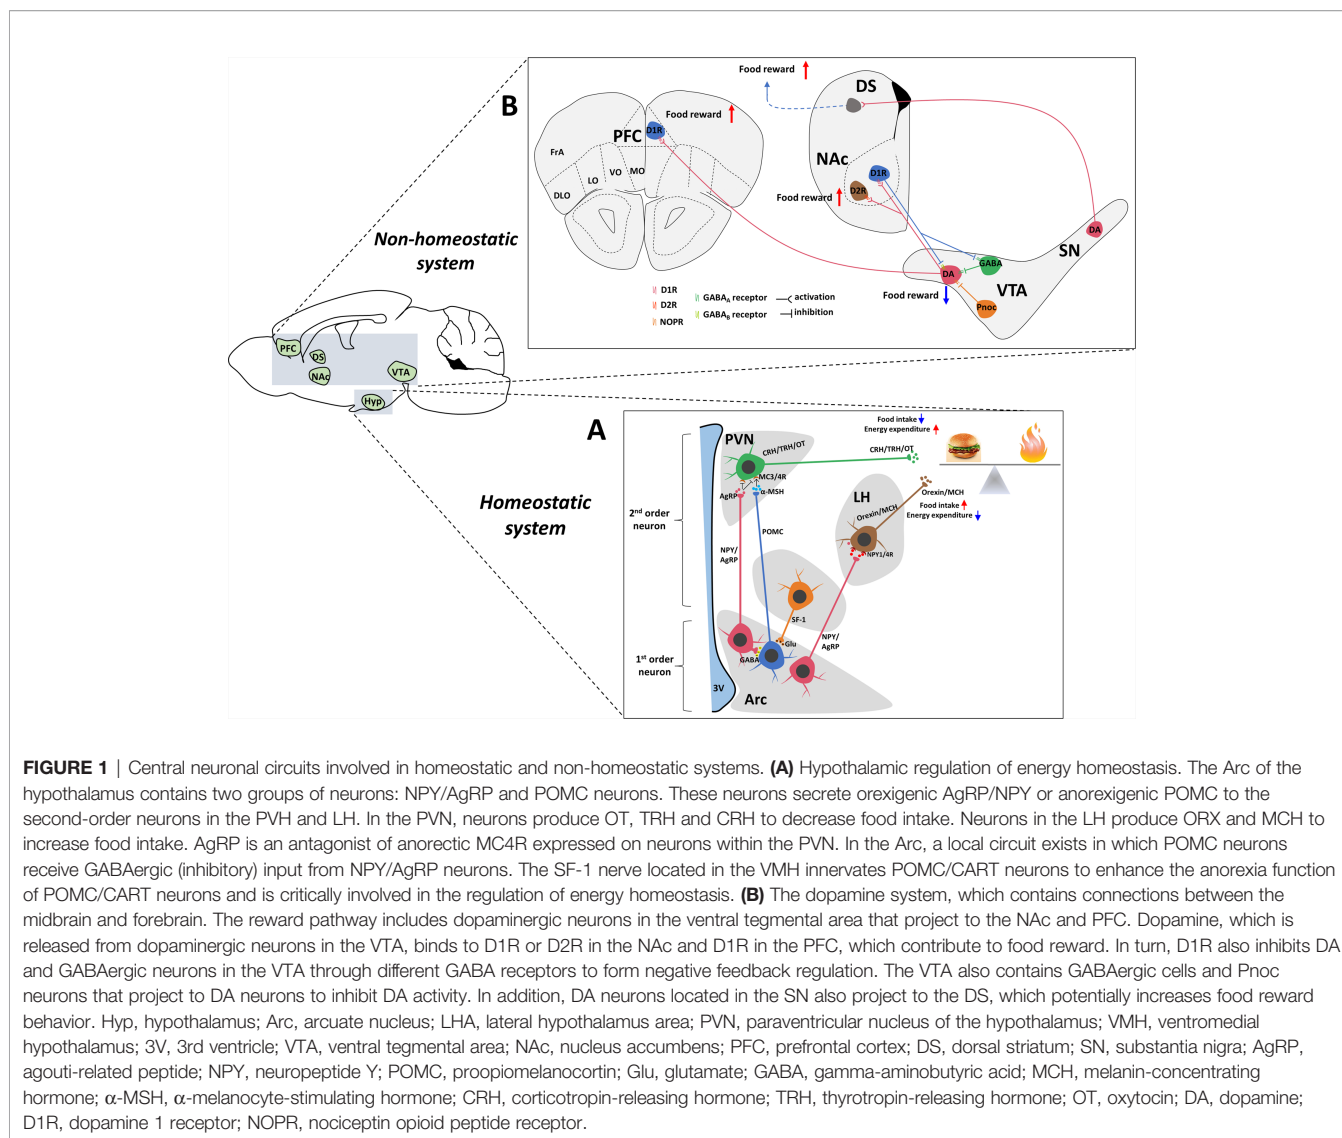 B
Food reward
DS
Food reward
PFC
D1R
FrA
LO
VO
MO
DLO
NAc
D1R
D2R
Food reward
DA
SN
GABA
DA
VTA
Food reward
Pnoc
D1R
D2R
NOPR
GABAA receptor
GABAB receptor
activation
inhibition
Non-homeostatic
system
PFC
DS
NAc
VTA
Hyp
A
Homeostatic
system
PVN
CRH/TRH/OT
MC3/4R
AgRP
α-MSH
CRH/TRH/OT
Food intake
Energy expenditure
LH
Orexin/MCH
Orexin/MCH
Food intake
Energy expenditure
NPY1/4R
2nd order
neuron
POMC
NPY/
AgRP
SF-1
Glu
NPY/
AgRP
GABA
1st order
neuron
3V
Arc
FIGURE 1 | Central neuronal circuits involved in homeostatic and non-homeostatic systems. (A) Hypothalamic regulation of energy homeostasis. The Arc of the
hypothalamus contains two groups of neurons: NPY/AgRP and POMC neurons. These neurons secrete orexigenic AgRP/NPY or anorexigenic POMC to the
second-order neurons in the PVH and LH. In the PVN, neurons produce OT, TRH and CRH to decrease food intake. Neurons in the LH produce ORX and MCH to
increase food intake. AgRP is an antagonist of anorectic MC4R expressed on neurons within the PVN. In the Arc, a local circuit exists in which POMC neurons
receive GABAergic (inhibitory) input from NPY/AgRP neurons. The SF-1 nerve located in the VMH innervates POMC/CART neurons to enhance the anorexia function
of POMC/CART neurons and is critically involved in the regulation of energy homeostasis. (B) The dopamine system, which contains connections between the
midbrain and forebrain. The reward pathway includes dopaminergic neurons in the ventral tegmental area that project to the NAc and PFC. Dopamine, which is
released from dopaminergic neurons in the VTA, binds to D1R or D2R in the NAc and D1R in the PFC, which contribute to food reward. In turn, D1R also inhibits DA
and GABAergic neurons in the VTA through different GABA receptors to form negative feedback regulation. The VTA also contains GABAergic cells and Pnoc
neurons that project to DA neurons to inhibit DA activity. In addition, DA neurons located in the SN also project to the DS, which potentially increases food reward
behavior. Hyp, hypothalamus; Arc, arcuate nucleus; LHA, lateral hypothalamus area; PVN, paraventricular nucleus of the hypothalamus; VMH, ventromedial
hypothalamus; 3V, 3rd ventricle; VTA, ventral tegmental area; NAc, nucleus accumbens; PFC, prefrontal cortex; DS, dorsal striatum; SN, substantia nigra; AgRP,
agouti-related peptide; NPY, neuropeptide Y; POMC, proopiomelanocortin; Glu, glutamate; GABA, gamma-aminobutyric acid; MCH, melanin-concentrating
hormone; α-MSH, α-melanocyte-stimulating hormone; CRH, corticotropin-releasing hormone; TRH, thyrotropin-releasing hormone; OT, oxytocin; DA, dopamine;
D1R, dopamine 1 receptor; NOPR, nociceptin opioid peptide receptor.